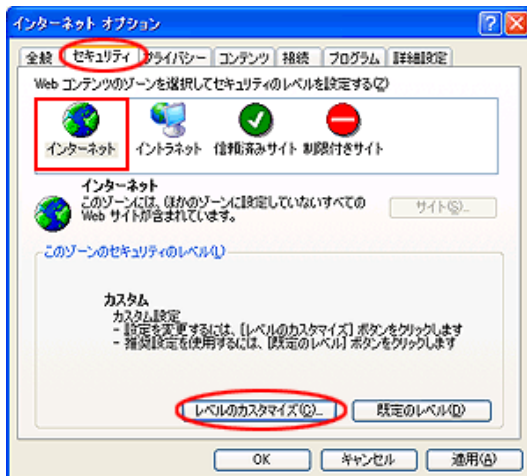 インターネット オプション
全般 セキュリティ プライバシー コンテンツ 接続 プログラム 詳細設定
Web コンテンツのゾーンを選択してセキュリティのレベルを設定する(Z)
インターネット イントラネット 信頼済みサイト 制限付きサイト
インターネット
このゾーンには、ほかのゾーンに設定していないすべての
Web サイトが含まれています。
サイト(S)...
このゾーンのセキュリティのレベル(L)
カスタム
カスタム設定
- 設定を変更するには、[レベルのカスタマイズ] ボタンをクリックします
- 推奨設定を使用するには、[既定のレベル] ボタンをクリックします
レベルのカスタマイズ(C)... 既定のレベル(D)
OK キャンセル 適用(A)